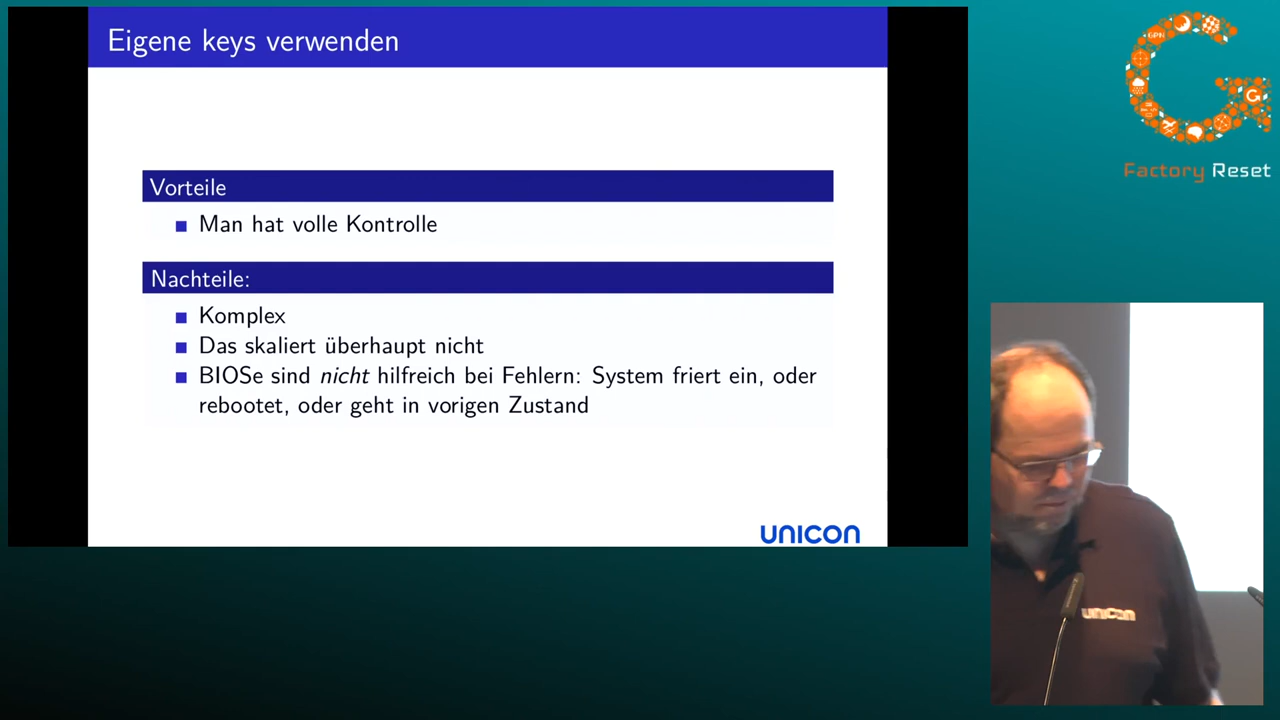 Eigene keys verwenden
Vorteile
Man hat volle Kontrolle
Nachteile:
Komplex
Das skaliert überhaupt nicht
BIOSe sind nicht hilfreich bei Fehlern: System friert ein, oder
rebootet, oder geht in vorigen Zustand
UNICON
GPN
G
Factory Reset
UNICON